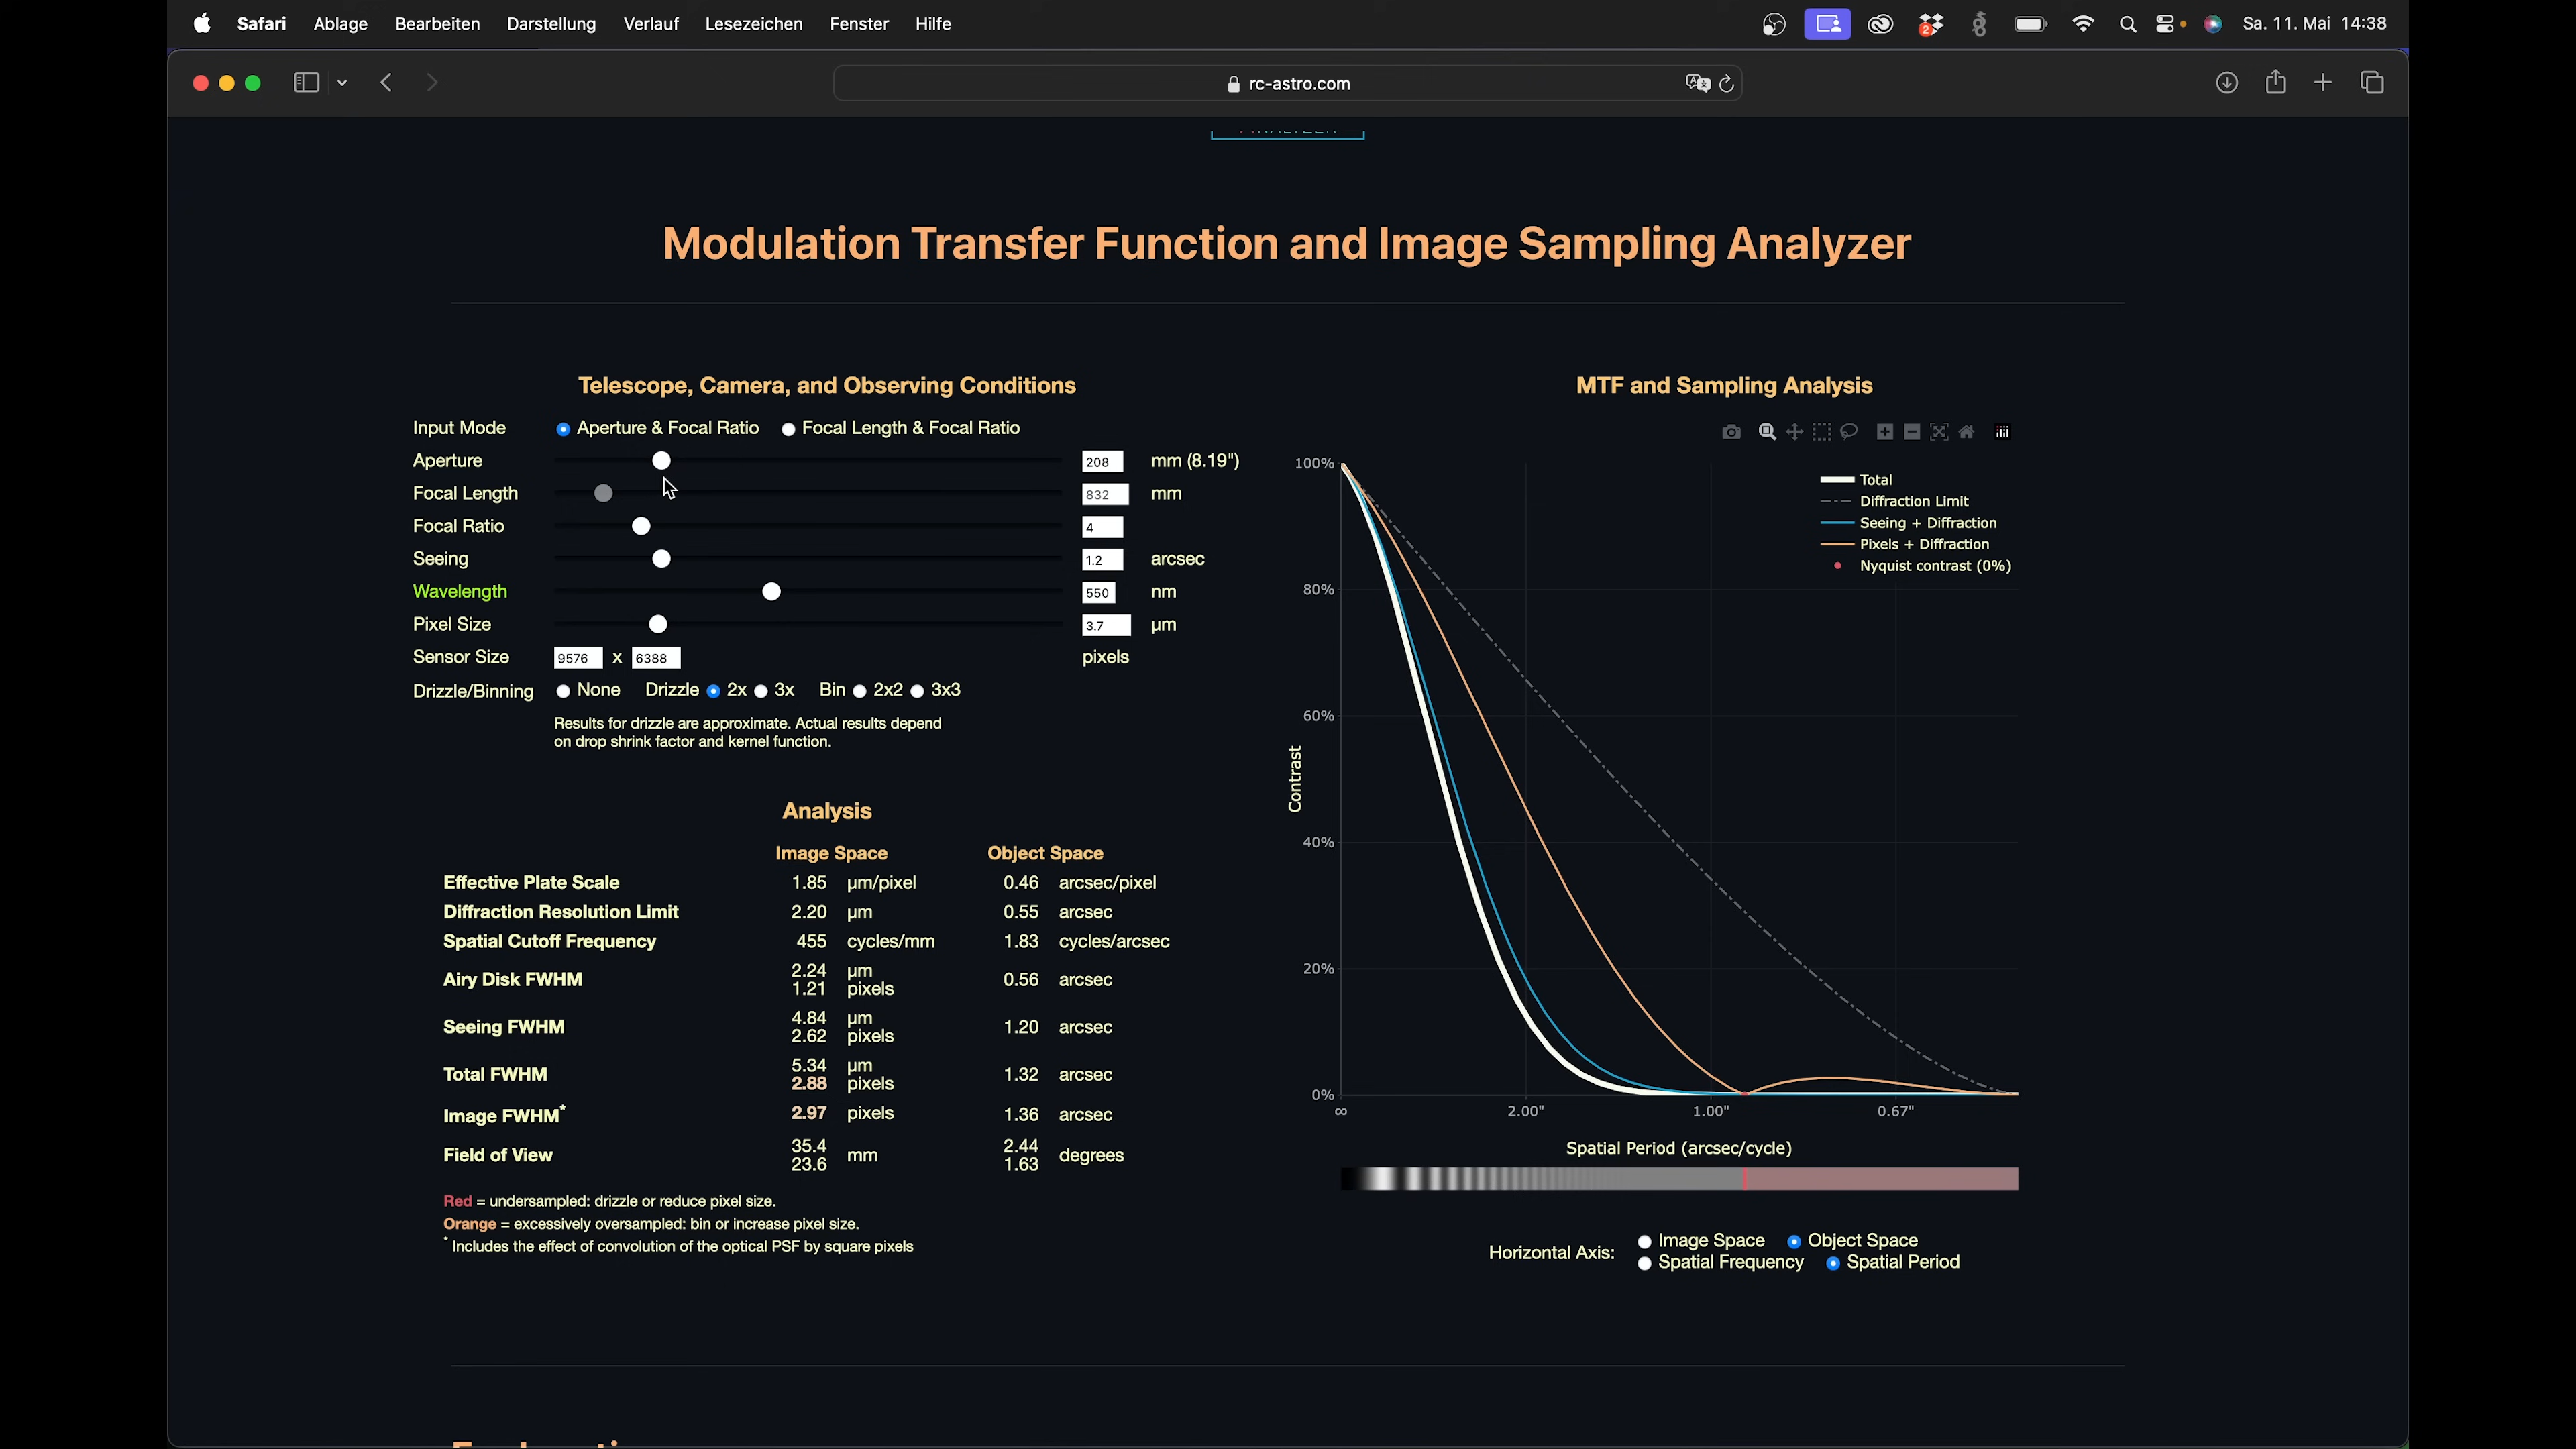 Safari Ablage Bearbeiten Darstellung Verlauf Lesezeichen Fenster Hilfe 2 Sa. 11. Mai 14:38
rc-astro.com
Modulation Transfer Function and Image Sampling Analyzer
Telescope, Camera, and Observing Conditions
Input Mode Aperture & Focal Ratio Focal Length & Focal Ratio
Aperture 208 mm (8.19")
Focal Length 832 mm
Focal Ratio 4
Seeing 1.2 arcsec
Wavelength 550 nm
Pixel Size 3.7 µm
Sensor Size 9576 x 6388 pixels
Drizzle/Binning None Drizzle 2x 3x Bin 2x2 3x3
Results for drizzle are approximate. Actual results depend
on drop shrink factor and kernel function.
Analysis
Image Space Object Space
Effective Plate Scale 1.85 µm/pixel 0.46 arcsec/pixel
Diffraction Resolution Limit 2.20 µm 0.55 arcsec
Spatial Cutoff Frequency 455 cycles/mm 1.83 cycles/arcsec
Airy Disk FWHM 2.24 µm 0.56 arcsec
1.21 pixels
Seeing FWHM 4.84 µm 1.20 arcsec
2.62 pixels
Total FWHM 5.34 µm 1.32 arcsec
2.88 pixels
Image FWHM* 2.97 pixels 1.36 arcsec
Field of View 35.4 mm 2.44 degrees
23.6 1.63
Red = undersampled: drizzle or reduce pixel size.
Orange = excessively oversampled: bin or increase pixel size.
* Includes the effect of convolution of the optical PSF by square pixels
MTF and Sampling Analysis
Total
Diffraction Limit
Seeing + Diffraction
Pixels + Diffraction
Nyquist contrast (0%)
100%
80%
60%
40%
20%
0%
Contrast
∞ 2.00" 1.00" 0.67"
Spatial Period (arcsec/cycle)
Horizontal Axis: Image Space Object Space
Spatial Frequency Spatial Period